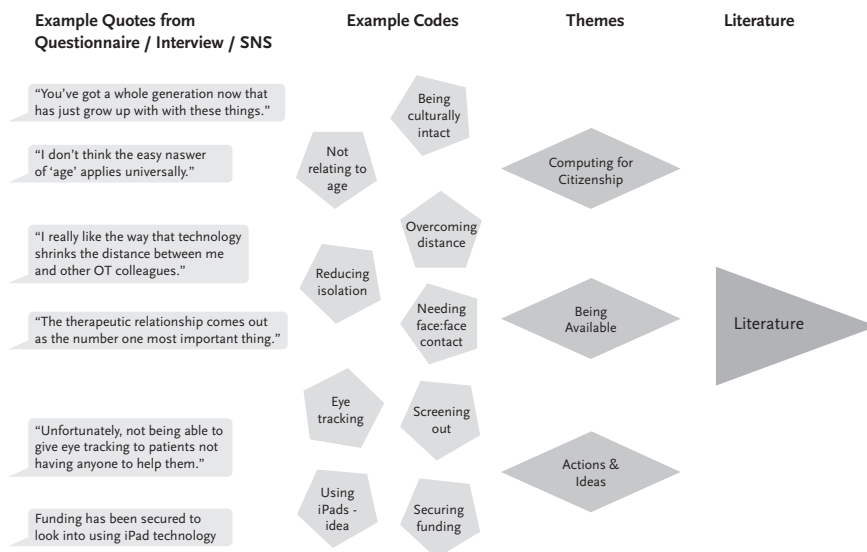 Example Quotes from
Questionnaire / Interview / SNS
Example Codes
Themes
Literature
“You’ve got a whole generation now that
has just grow up with with these things.”
“I don’t think the easy naswer
of ‘age’ applies universally.”
“I really like the way that technology
shrinks the distance between me
and other OT colleagues.”
“The therapeutic relationship comes out
as the number one most important thing.”
“Unfortunately, not being able to
give eye tracking to patients not
having anyone to help them.”
Funding has been secured to
look into using iPad technology
Being
culturally
intact
Not
relating to
age
Overcoming
distance
Reducing
isolation
Needing
face:face
contact
Eye
tracking
Screening
out
Using
iPads -
idea
Securing
funding
Computing for
Citizenship
Being
Available
Actions &
Ideas
Literature